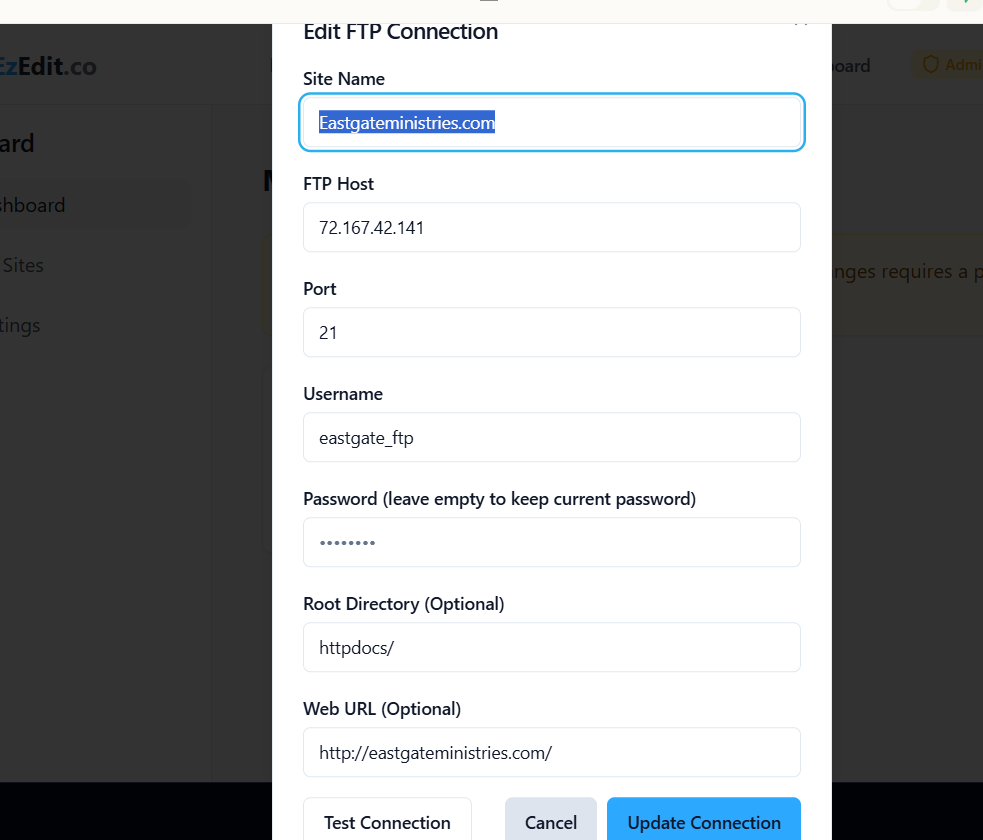 Edit FTP Connection
EzEdit.co
board
Admi
Site Name
Eastgateministries.com
ard
FTP Host
M
shboard
72.167.42.141
Sites
nges requires a p
Port
tings
21
Username
eastgate_ftp
Password (leave empty to keep current password)
••••••••
Root Directory (Optional)
httpdocs/
Web URL (Optional)
http://eastgateministries.com/
Test Connection
Cancel
Update Connection